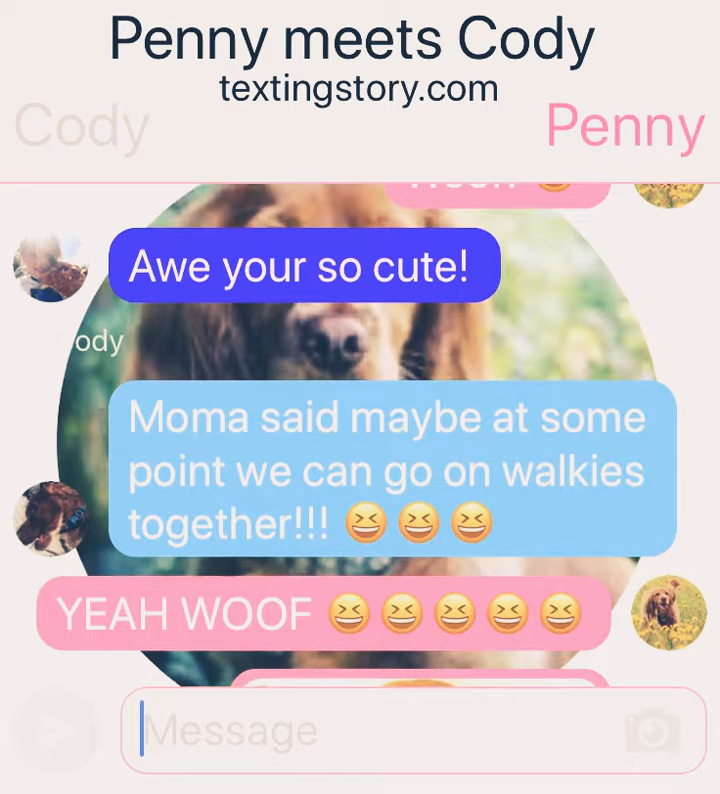 Penny meets Cody
textingstory.com
Cody
Penny
Awe your so cute!
ody
Moma said maybe at some
point we can go on walkies
together!!! 😆 😆 😆
YEAH WOOF 😆 😆 😆 😆 😆
Message